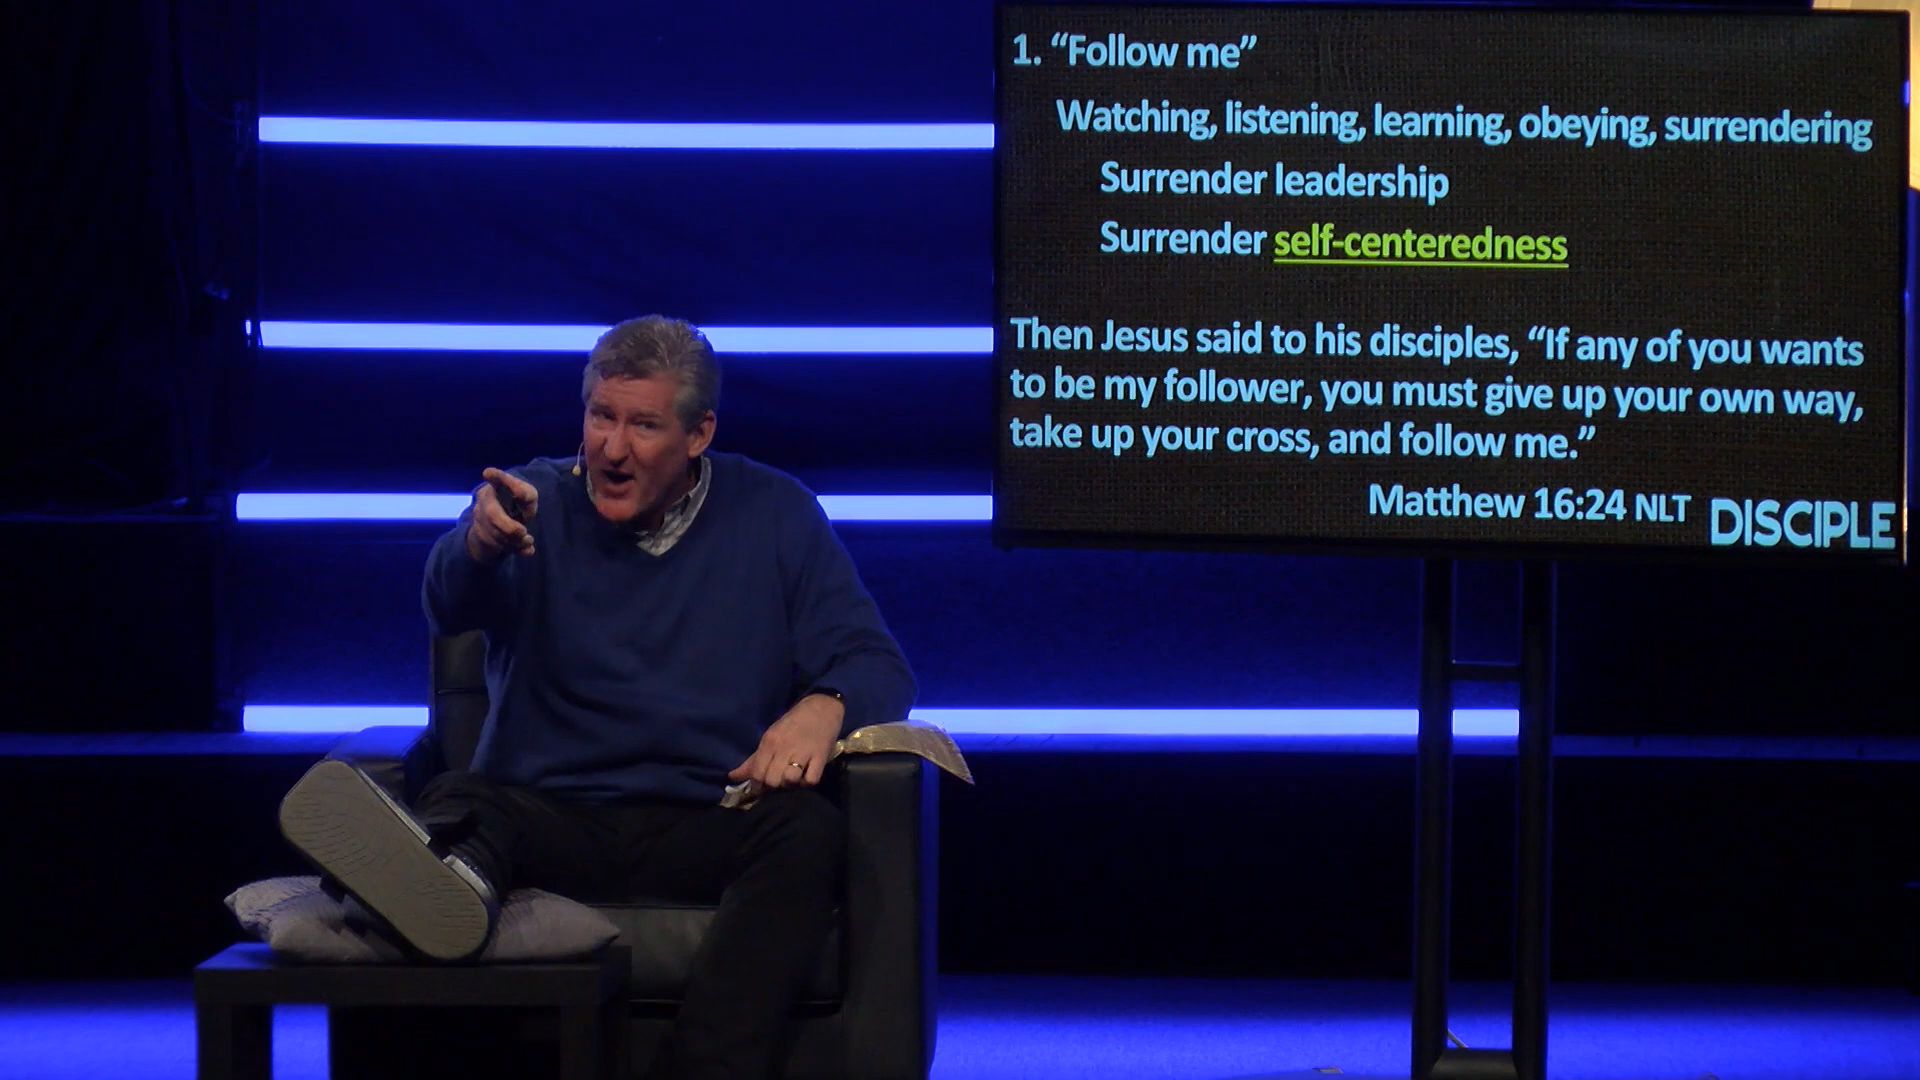 1. “Follow me”
Watching, listening, learning, obeying, surrendering
Surrender leadership
Surrender self-centeredness
Then Jesus said to his disciples, “If any of you wants
to be my follower, you must give up your own way,
take up your cross, and follow me.”
Matthew 16:24 NLT
DISCIPLE